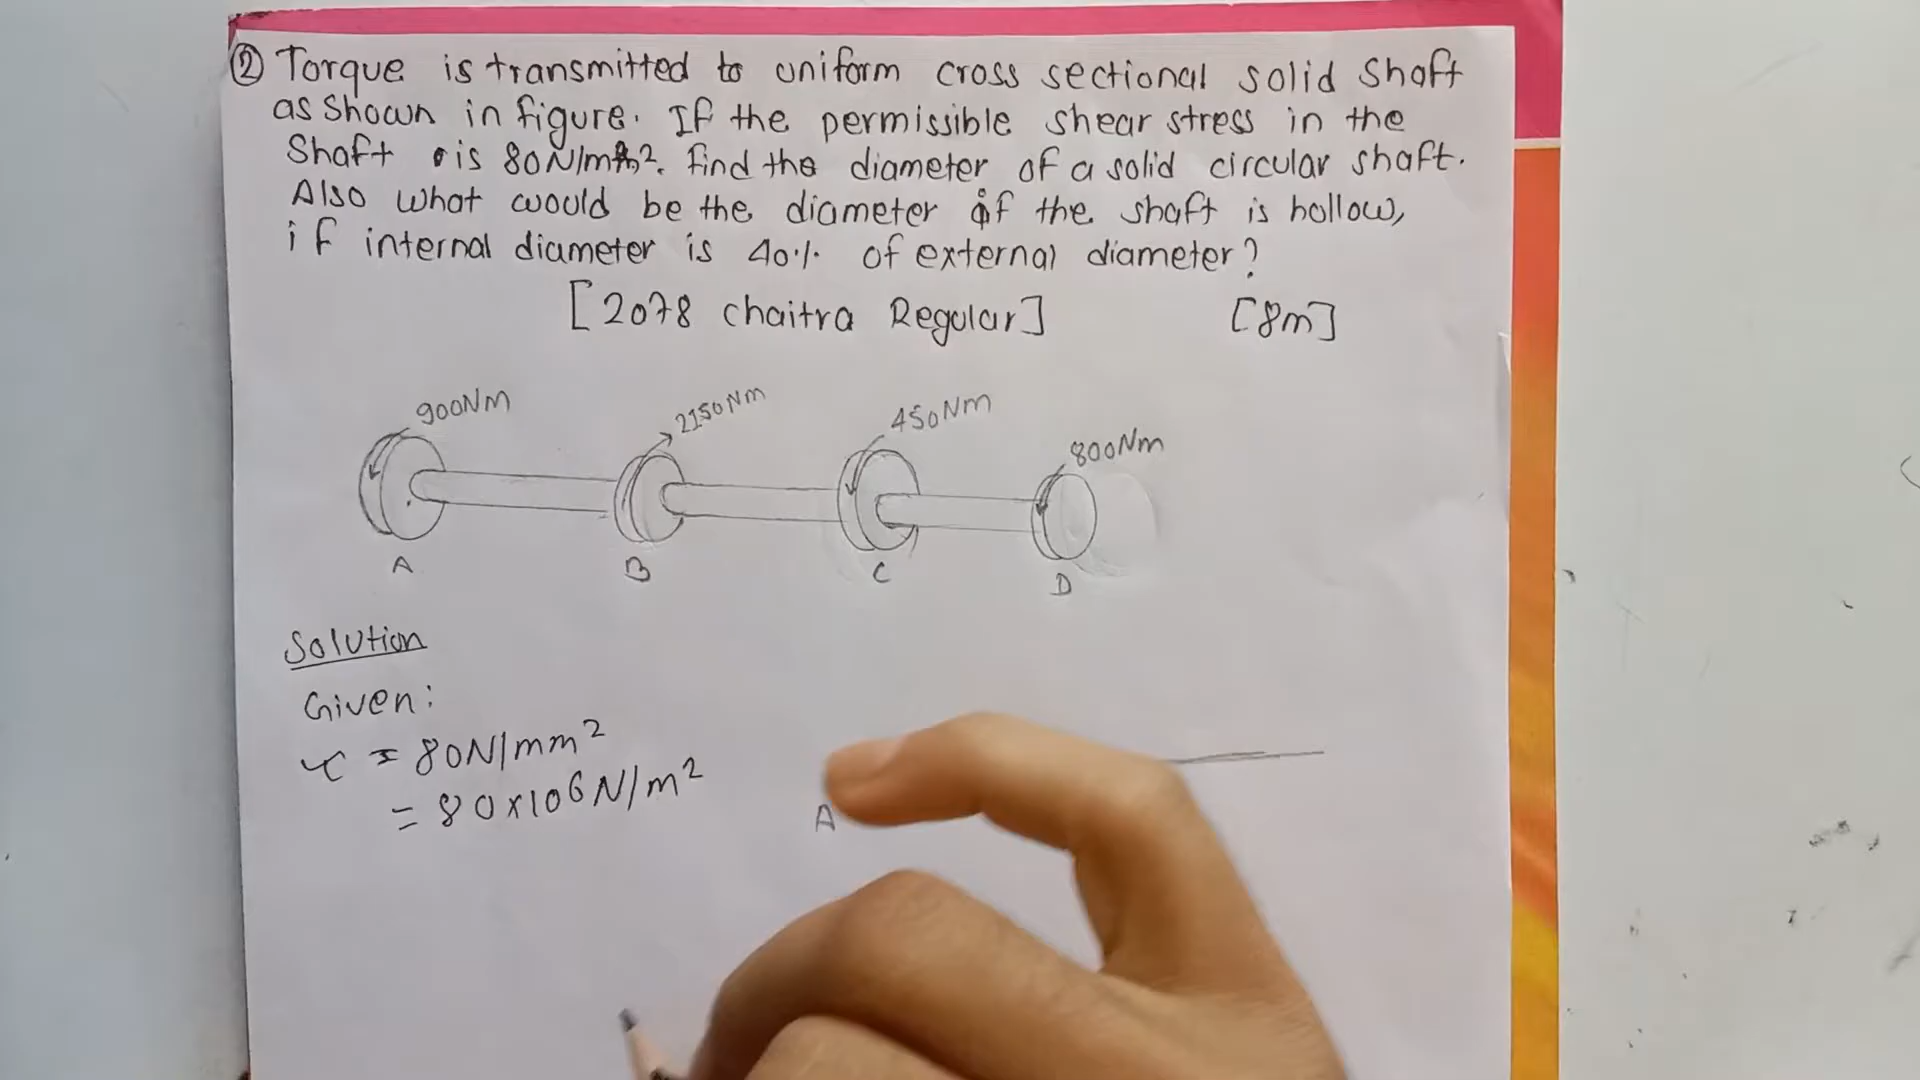 ② Torque is transmitted to uniform cross sectional solid shaft
as shown in figure. If the permissible shear stress in the
shaft is 80N/mm². find the diameter of a solid circular shaft.
Also what would be the diameter if the shaft is hollow,
if internal diameter is 40% of external diameter?
[2078 chaitra Regular] [8m]
900Nm
2150Nm
450Nm
800Nm
A B C D
Solution
Given:
τ = 80N/mm²
= 80x10⁶N/m²
A